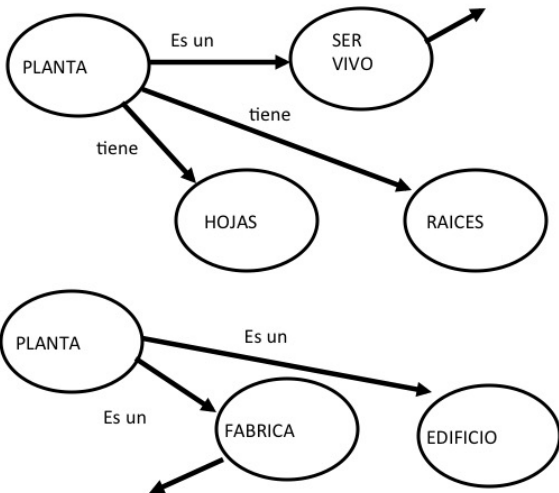 Es un
SER
VIVO
PLANTA
tiene
tiene
HOJAS
RAICES
PLANTA
Es un
Es un
FABRICA
EDIFICIO